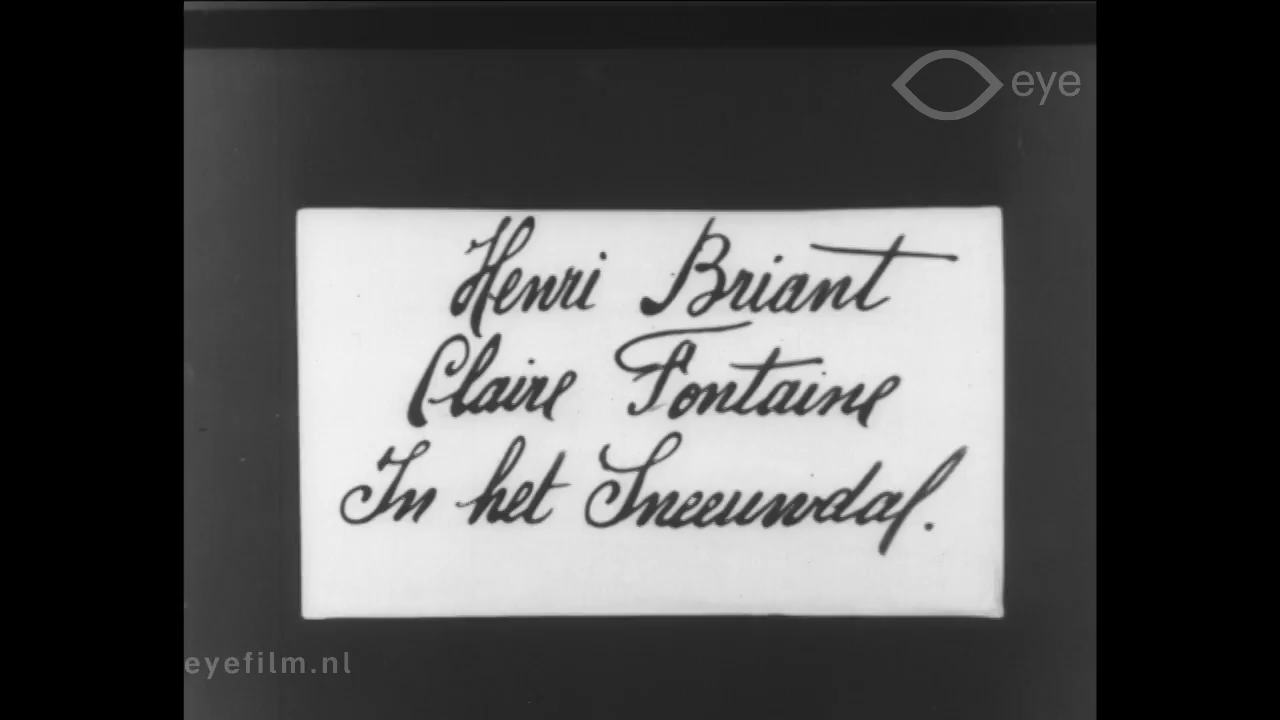 eye
Henri Briant
Claire Fontaine
In het Sneeuwdal.
eyefilm.nl